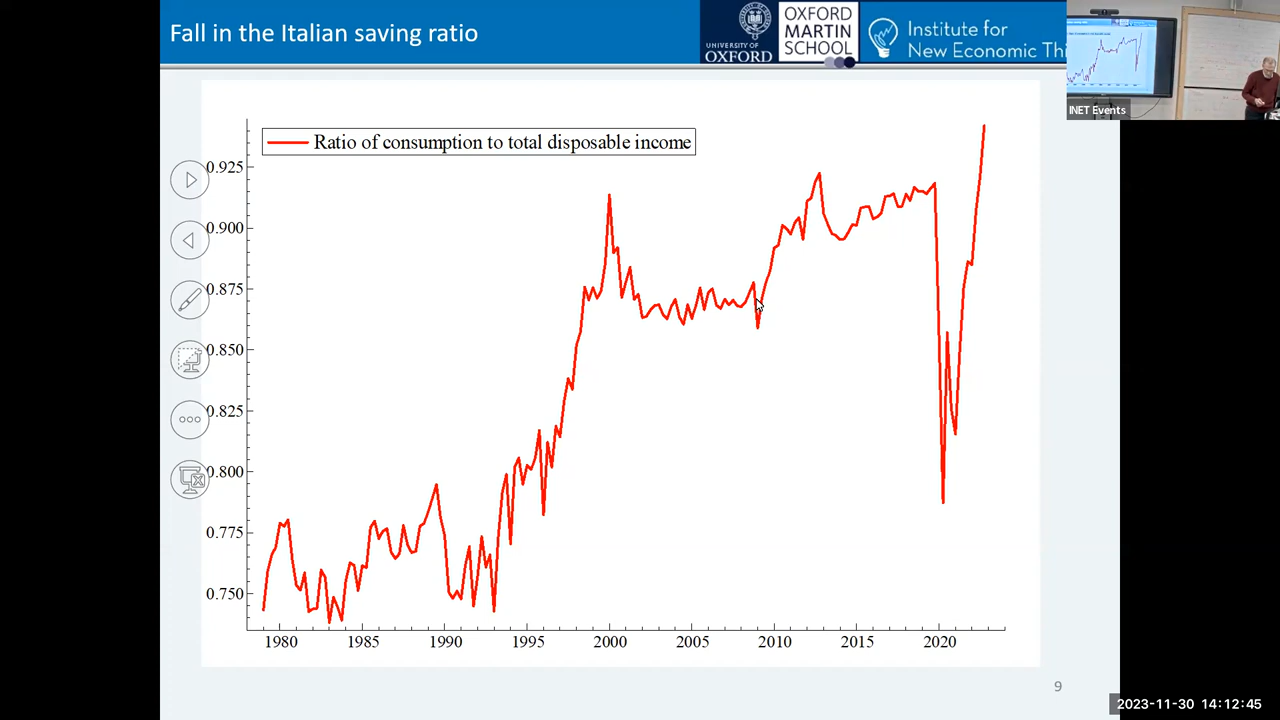 Fall in the Italian saving ratio
UNIVERSITY OF
OXFORD
OXFORD
MARTIN
SCHOOL
Institute for
New Economic Thi
INET Events
Ratio of consumption to total disposable income
0.925
0.900
0.875
0.850
0.825
0.800
0.775
0.750
1980 1985 1990 1995 2000 2005 2010 2015 2020
9
2023-11-30 14:12:45